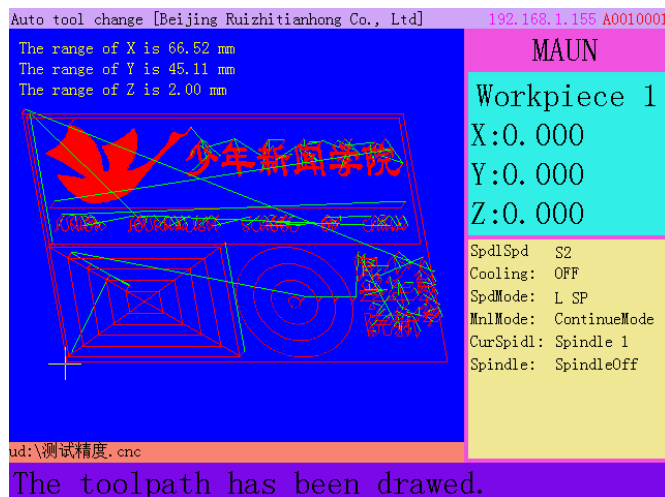 Auto tool change [Beijing Ruizhitianhong Co., Ltd]
192.168.1.155 A0010001
The range of X is 66.52 mm
The range of Y is 45.11 mm
The range of Z is 2.00 mm
少年新闻学院
MAUN
Workpiece 1
X:0.000
Y:0.000
Z:0.000
SpdlSpd S2
Cooling: OFF
SpdMode: L SP
MnlMode: ContinueMode
CurSpidl: Spindle 1
Spindle: SpindleOff
ud:\测试精度.cnc
The toolpath has been drawed.